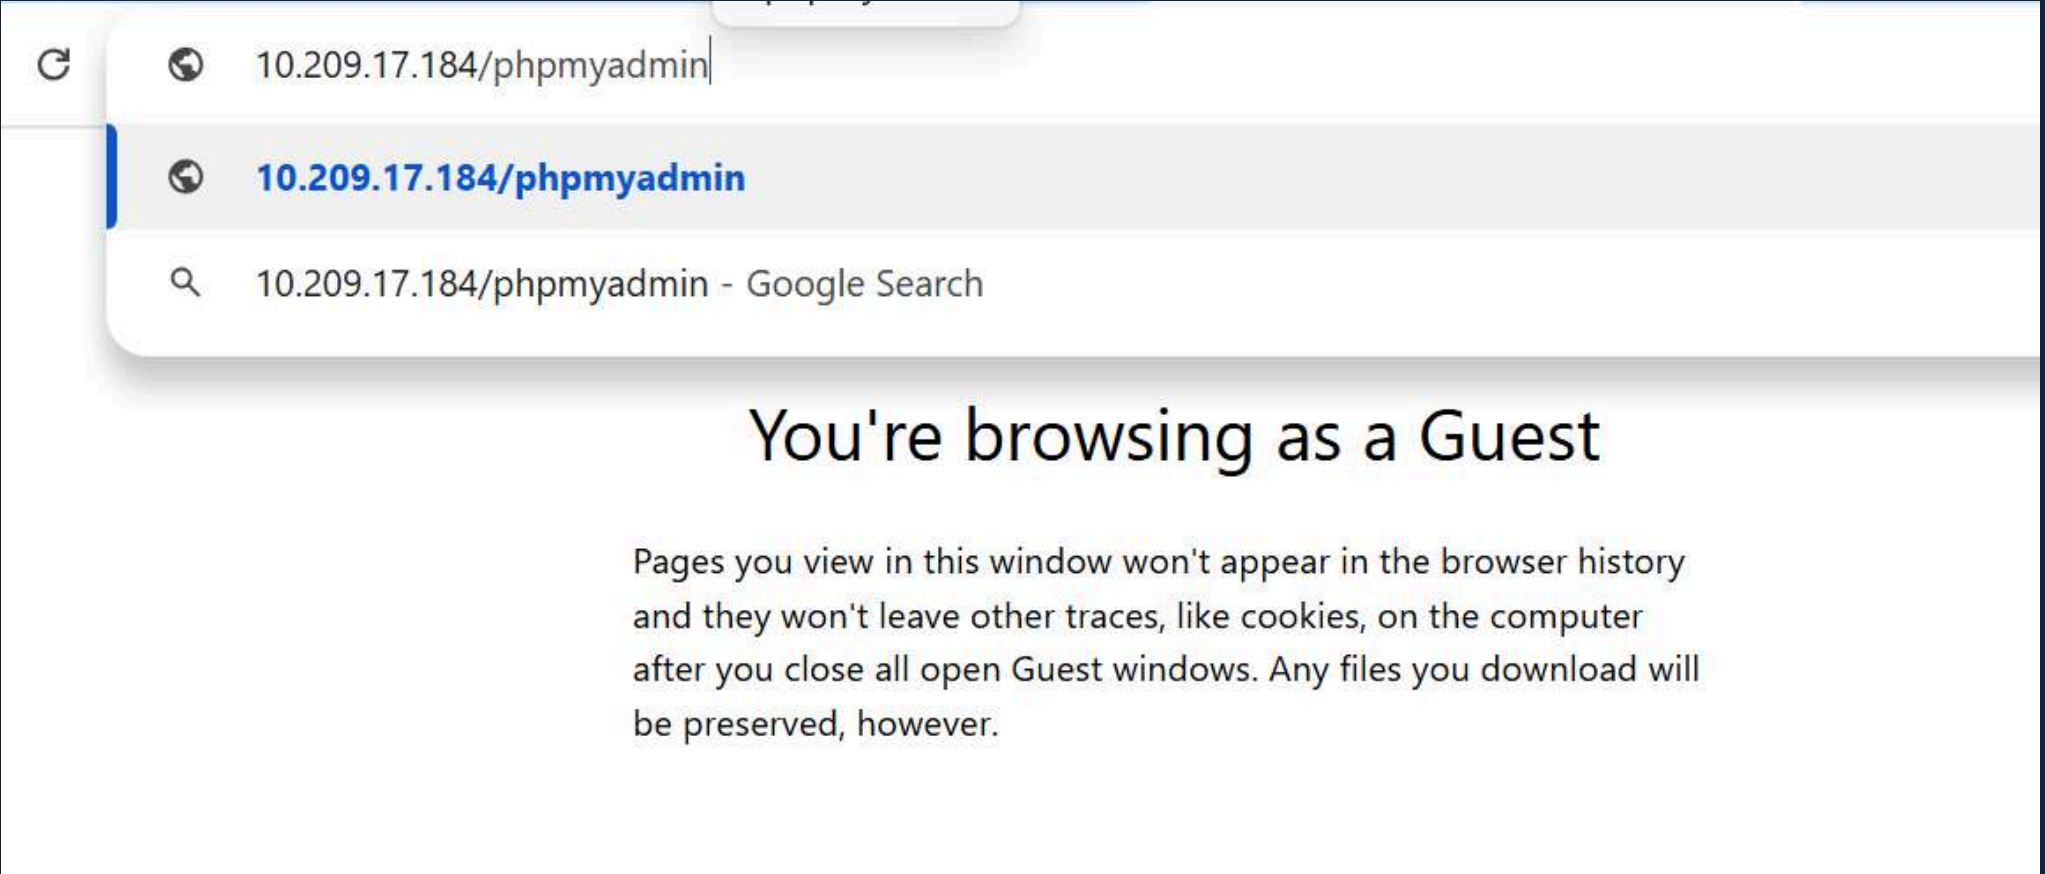 10.209.17.184/phpmyadmin
10.209.17.184/phpmyadmin
10.209.17.184/phpmyadmin - Google Search
You're browsing as a Guest
Pages you view in this window won't appear in the browser history
and they won't leave other traces, like cookies, on the computer
after you close all open Guest windows. Any files you download will
be preserved, however.